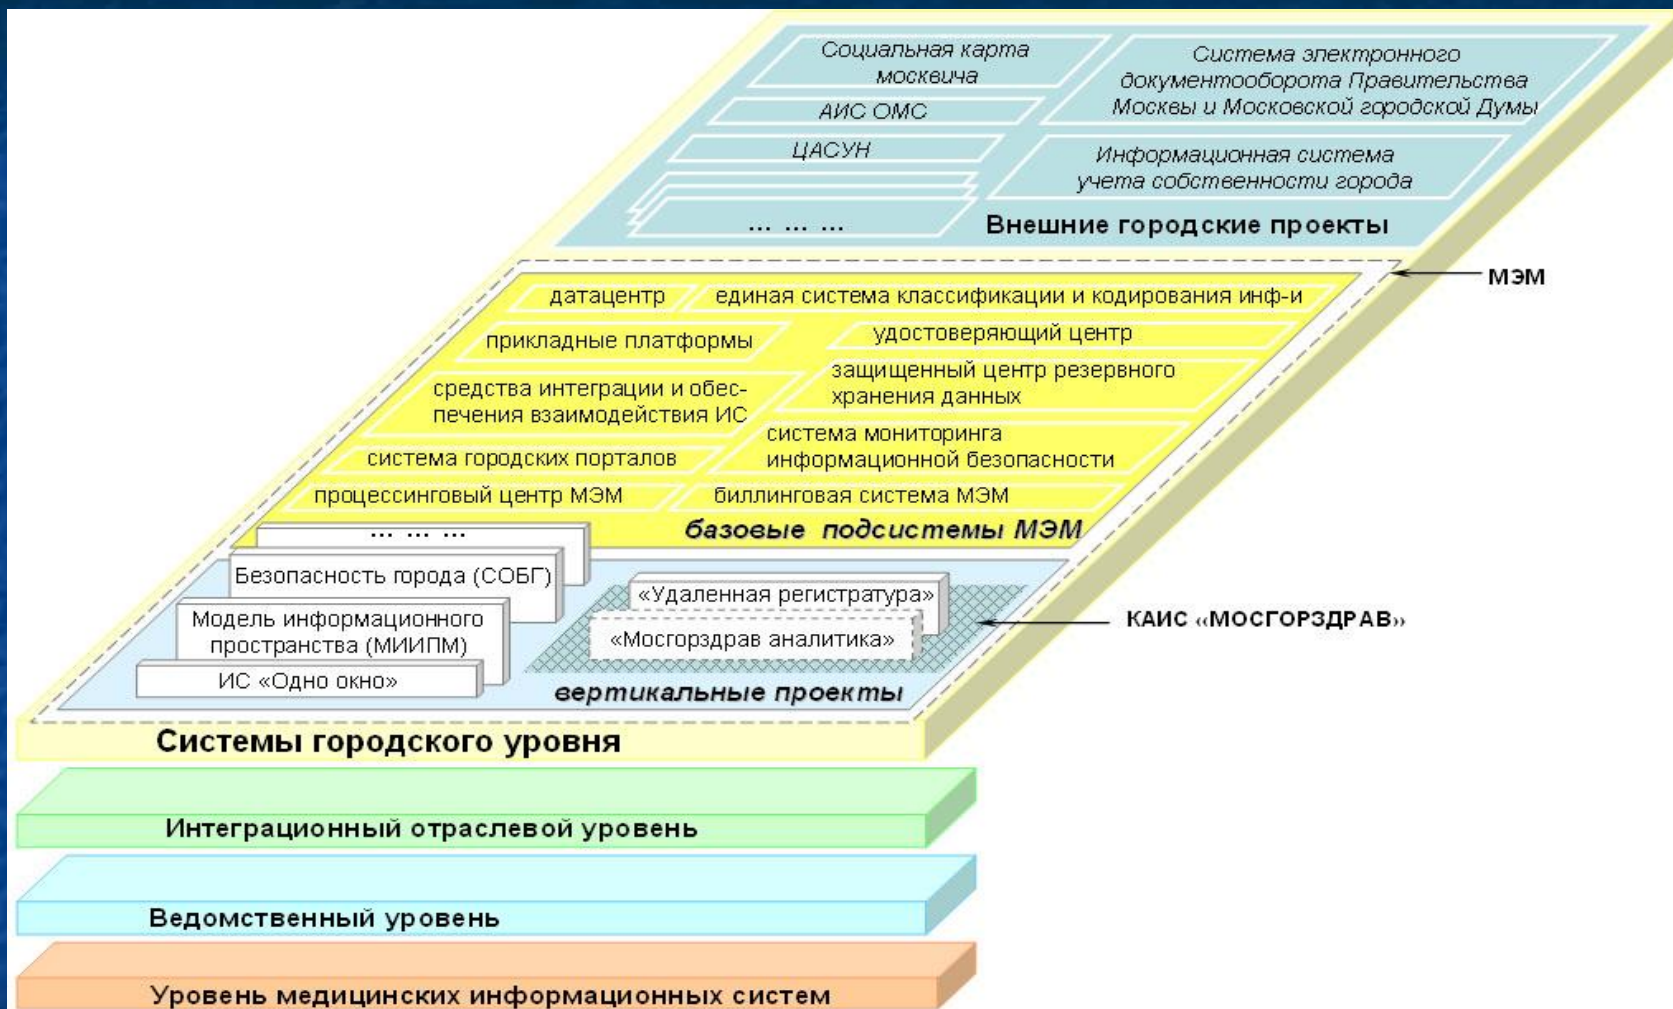 Социальная карта
москвича
АИС ОМС
ЦАСУН
... ... ...
Система электронного
документооборота Правительства
Москвы и Московской городской Думы
Информационная система
учета собственности города
Внешние городские проекты
МЭМ
датацентр
единая система классификации и кодирования инф-и
прикладные платформы
удостоверяющий центр
средства интеграции и обес-
печения взаимодействия ИС
защищенный центр резервного
хранения данных
система городских порталов
система мониторинга
информационной безопасности
процессинговый центр МЭМ
биллинговая система МЭМ
базовые подсистемы МЭМ
... ... ...
Безопасность города (СОБГ)
Модель информационного
пространства (МИИПМ)
ИС «Одно окно»
«Удаленная регистратура»
«Мосгорздрав аналитика»
КАИС «МОСГОРЗДРАВ»
вертикальные проекты
Системы городского уровня
Интеграционный отраслевой уровень
Ведомственный уровень
Уровень медицинских информационных систем